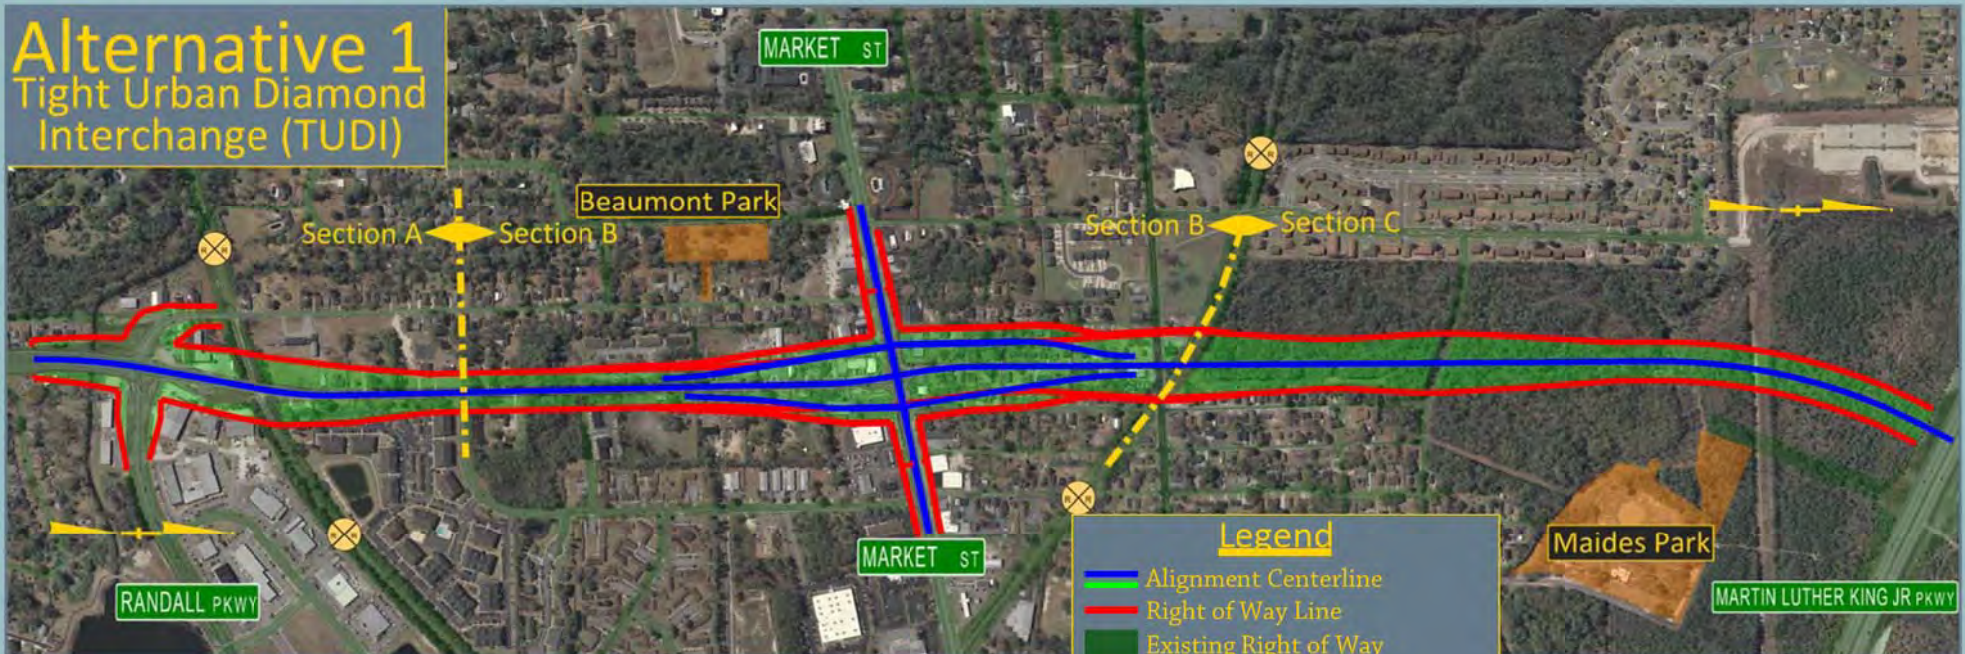 Alternative 1
Tight Urban Diamond
Interchange (TUDI)
MARKET ST
Beaumont Park
Section A
Section B
Section B
Section C
MARKET ST
RANDALL PKWY
Maides Park
MARTIN LUTHER KING JR PKWY
Legend
Alignment Centerline
Right of Way Line
Existing Right of Way